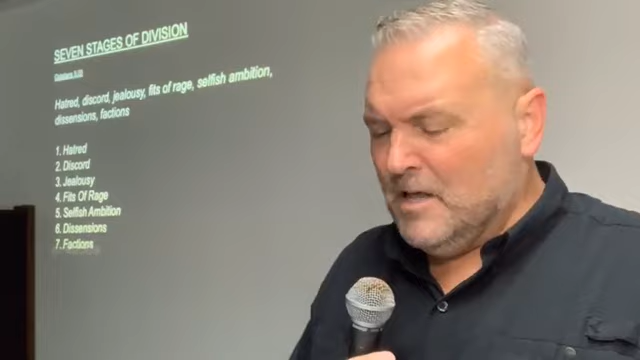 SEVEN STAGES OF DIVISION
Hatred, discord, jealousy, fits of rage, selfish ambition,
dissensions, factions
1. Hatred
2. Discord
3. Jealousy
4. Fits Of Rage
5. Selfish Ambition
6. Dissensions
7. Factions